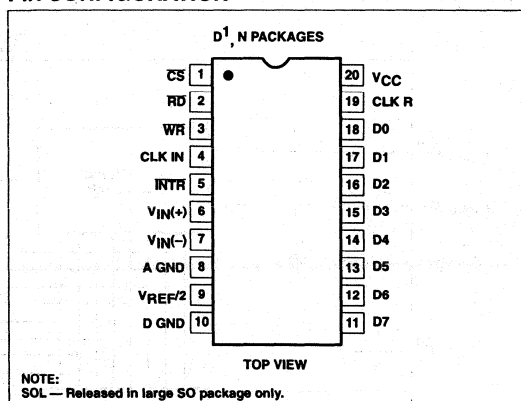 D1, N PACKAGES
CS 1 20 VCC
RD 2 19 CLK R
WR 3 18 D0
CLK IN 4 17 D1
INTR 5 16 D2
VIN(+) 6 15 D3
VIN(–) 7 14 D4
A GND 8 13 D5
VREF/2 9 12 D6
D GND 10 11 D7
TOP VIEW
NOTE:
SOL — Released in large SO package only.